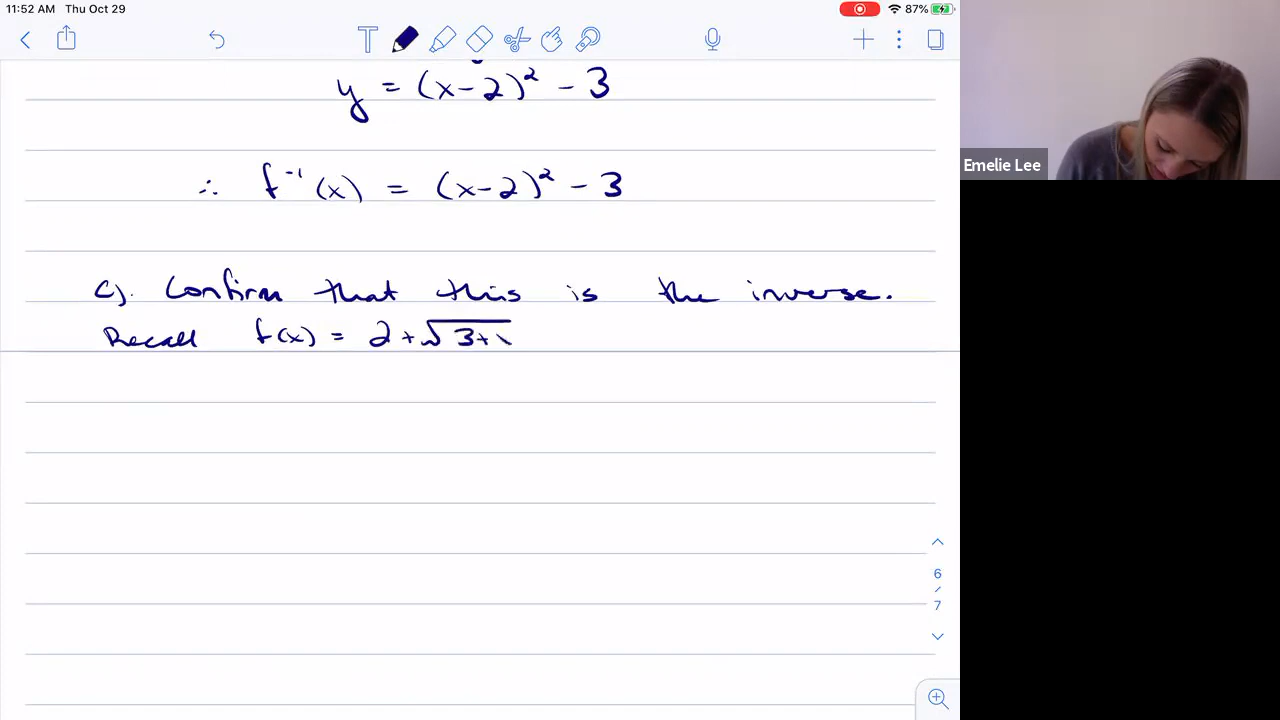 11:52 AM Thu Oct 29 87%
y = (x-2)² - 3
∴ f⁻¹(x) = (x-2)² - 3
c). Confirm that this is the inverse.
Recall f(x) = 2+√3+
Emelie Lee
6
/
7